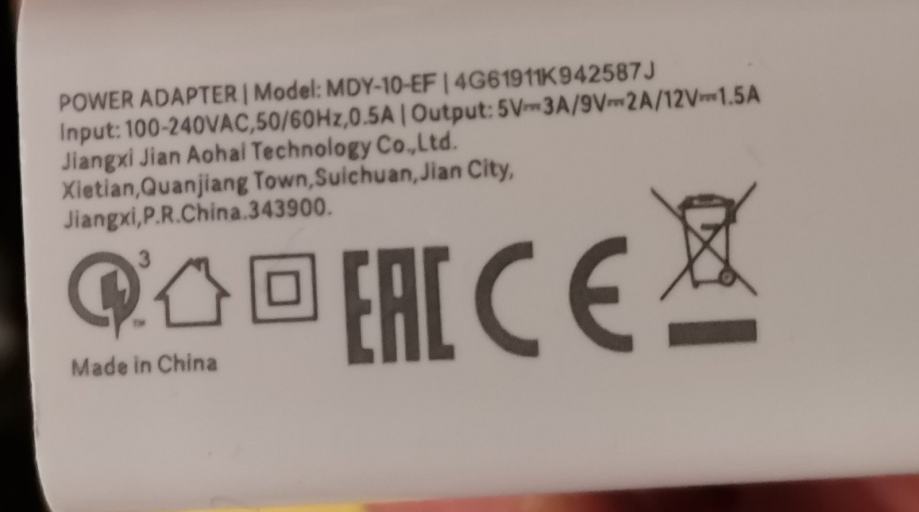 POWER ADAPTER | Model: MDY-10-EF | 4G61911K942587J
Input: 100-240VAC,50/60Hz,0.5A | Output: 5V⎓3A/9V⎓2A/12V⎓1.5A
Jiangxi Jian Aohai Technology Co.,Ltd.
Xietian,Quanjiang Town,Suichuan,Jian City,
Jiangxi,P.R.China.343900.
3 ™ EAC CE
Made in China